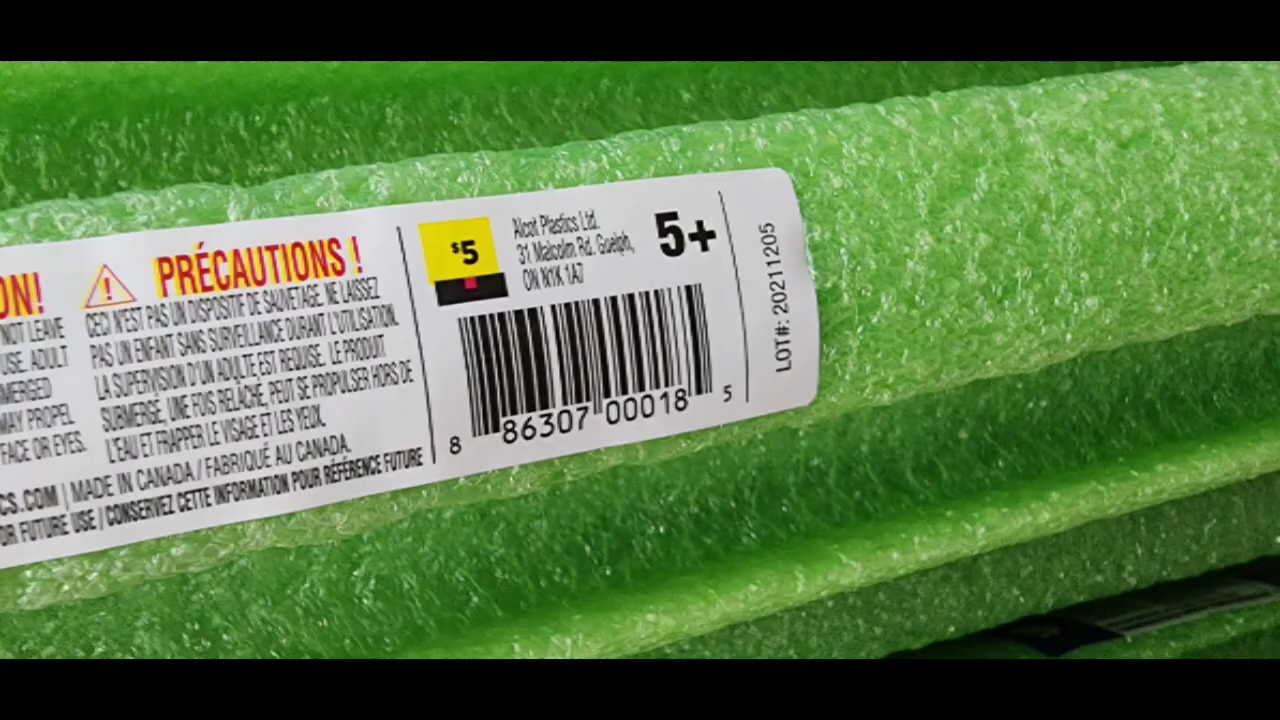 ON!
NOT LEAVE
USE. ADULT
MERGED
MAY PROPEL
FACE OR EYES.
PRÉCAUTIONS !
CECI N'EST PAS UN DISPOSITIF DE SAUVETAGE. NE LAISSEZ
PAS UN ENFANT SANS SURVEILLANCE DURANT L'UTILISATION.
LA SUPERVISION D'UN ADULTE EST REQUISE. LE PRODUIT
SUBMERGÉ, UNE FOIS RELÂCHÉ, PEUT SE PROPULSER HORS DE
L'EAU ET FRAPPER LE VISAGE ET LES YEUX.
CS.COM | MADE IN CANADA / FABRIQUÉ AU CANADA.
OR FUTURE USE / CONSERVEZ CETTE INFORMATION POUR RÉFÉRENCE FUTURE
$5
Alcot Plastics Ltd.
31 Malcolm Rd. Guelph,
ON N1K 1A7
5+
8 86307 00018 5
LOT#: 20211205